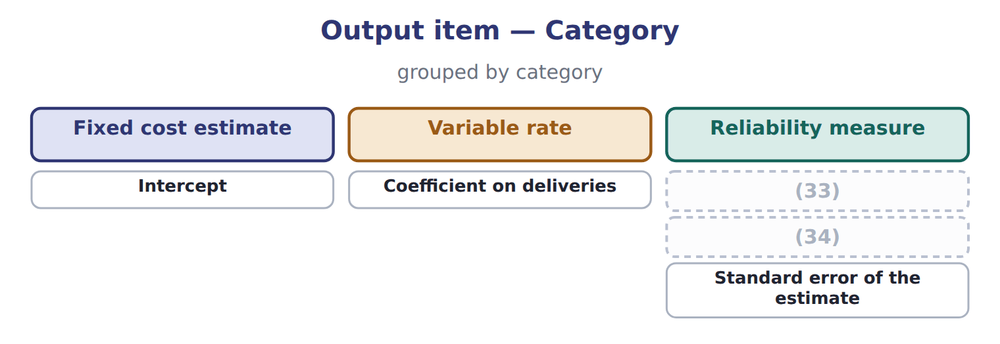 Output item — Category
grouped by category
Fixed cost estimate
Variable rate
Reliability measure
Intercept
Coefficient on deliveries
(33)
(34)
Standard error of the
estimate